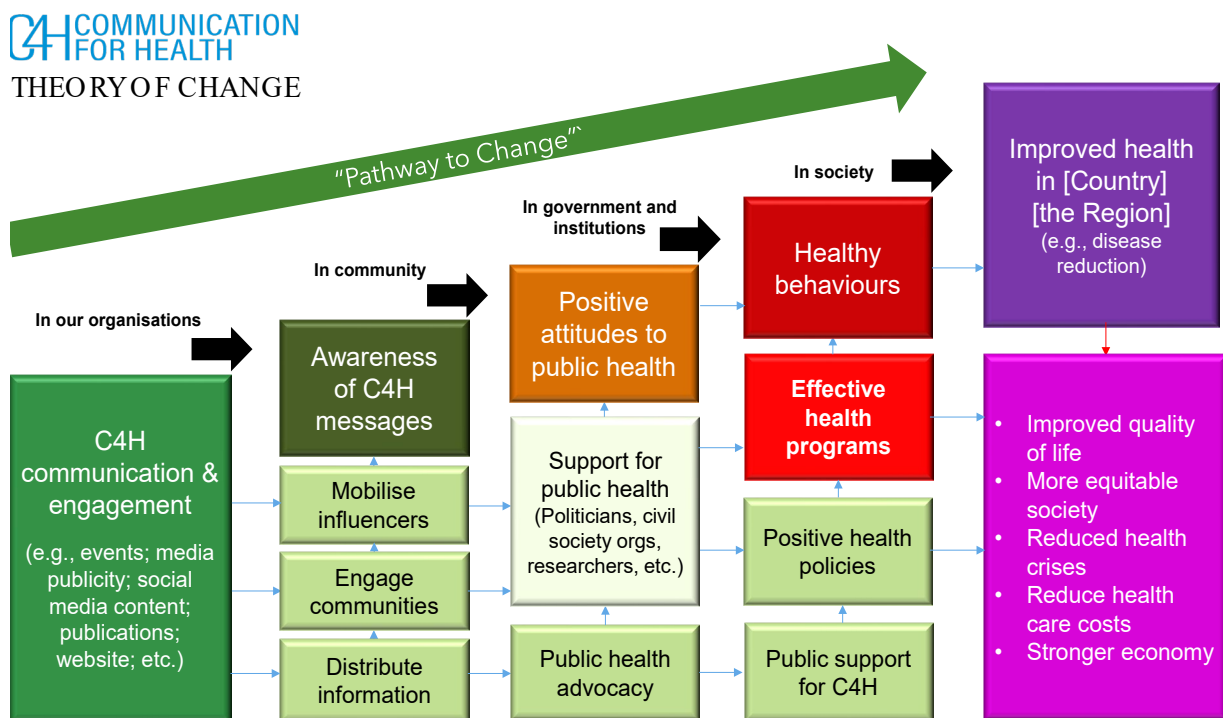 C4H COMMUNICATION
FOR HEALTH
THEORY OF CHANGE
"Pathway to Change"`
In our organisations
C4H
communication &
engagement
(e.g., events; media
publicity; social
media content;
publications;
website; etc.)
In community
Awareness
of C4H
messages
Mobilise
influencers
Engage
communities
Distribute
information
In government and
institutions
Positive
attitudes to
public health
Support for
public health
(Politicians, civil
society orgs,
researchers, etc.)
Public health
advocacy
In society
Healthy
behaviours
Effective
health
programs
Positive health
policies
Public support
for C4H
Improved health
in [Country]
[the Region]
(e.g., disease
reduction)
• Improved quality
of life
• More equitable
society
• Reduced health
crises
• Reduce health
care costs
• Stronger economy